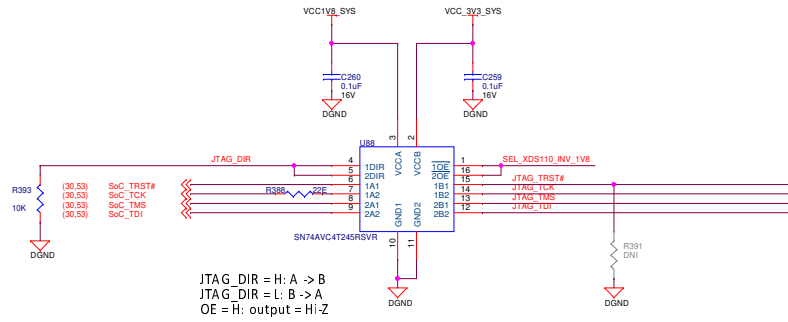 VCC1V8_SYS VCC_3V3_SYS
C260 C259
0.1uF 0.1uF
16V 16V
DGND DGND
U88
3 2
JTAG_DIR 4 1DIR VCCA VCCB 1OE 1 SEL_XDS110_INV_1V8
5 2DIR 2OE 16
R393 (30,53) SoC_TRST# 6 1A1 1B1 15 JTAG_TRST#
(30,53) SoC_TCK R388 22E 7 1A2 1B2 14 JTAG_TCK
10K (30,53) SoC_TMS 8 2A1 2B1 13 JTAG_TMS
(30,53) SoC_TDI 9 2A2 2B2 12 JTAG_TDI
GND1 GND2
SN74AVC4T245RSVR
10 11
DGND
R391
DNI
JTAG_DIR = H: A -> B
JTAG_DIR = L: B -> A
OE = H: output = Hi-Z
DGND DGND